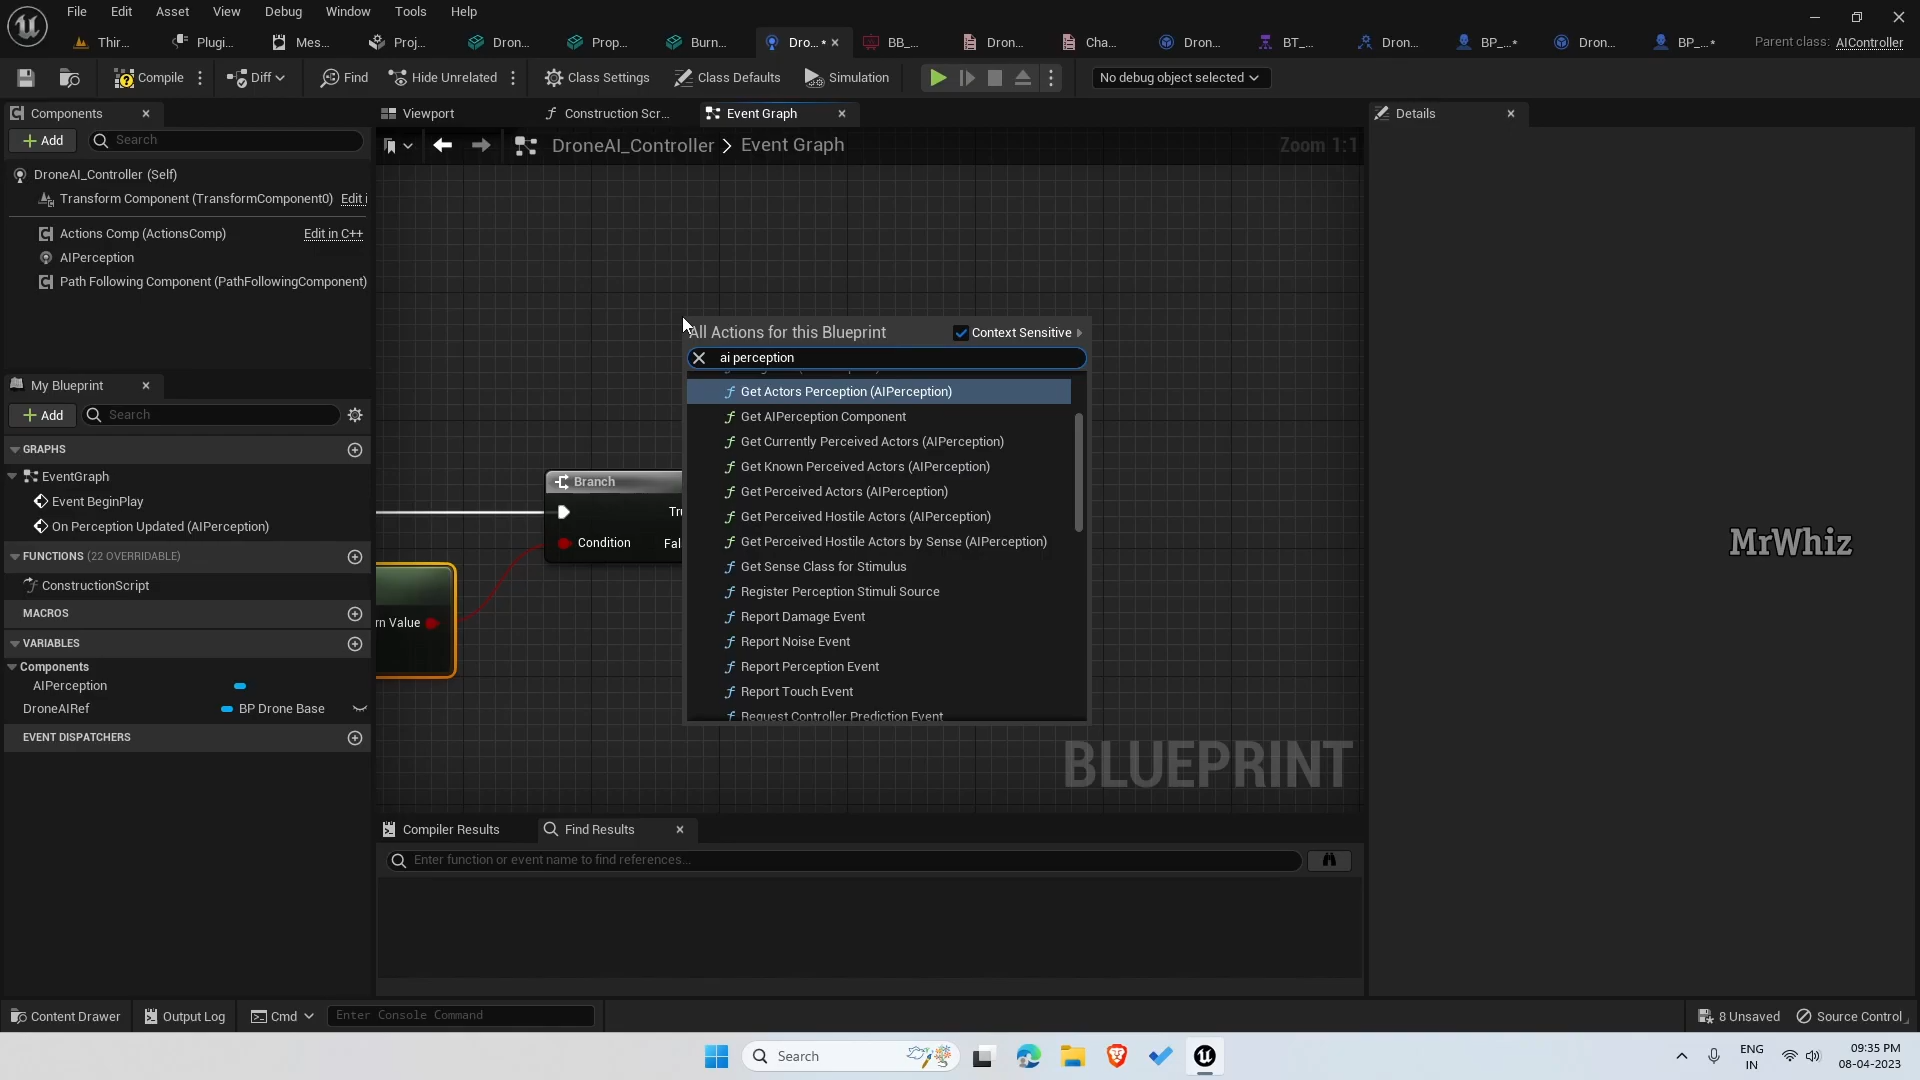 File Edit Asset View Debug Window Tools Help
Thir... Plugi... Mes... Proj... Dron... Prop... Burn... Dro... • BB_... Dron... Cha... Dron... BT_... Dron... BP_...* Dron... BP_...* Parent class: AIController
Compile Diff Find Hide Unrelated Class Settings Class Defaults Simulation No debug object selected
Components
Add Search
DroneAI_Controller (Self)
Transform Component (TransformComponent0) Edit i
Actions Comp (ActionsComp) Edit in C++
AIPerception
Path Following Component (PathFollowingComponent)
My Blueprint
Add Search
GRAPHS
EventGraph
Event BeginPlay
On Perception Updated (AIPerception)
FUNCTIONS (22 OVERRIDABLE)
ConstructionScript
MACROS
VARIABLES
Components
AIPerception
DroneAIRef BP Drone Base
EVENT DISPATCHERS
Viewport Construction Scr... Event Graph
DroneAI_Controller > Event Graph Zoom 1:1
Branch
Tru
Condition Fal
rn Value
All Actions for this Blueprint Context Sensitive
ai perception
Get Actors Perception (AIPerception)
Get AIPerception Component
Get Currently Perceived Actors (AIPerception)
Get Known Perceived Actors (AIPerception)
Get Perceived Actors (AIPerception)
Get Perceived Hostile Actors (AIPerception)
Get Perceived Hostile Actors by Sense (AIPerception)
Get Sense Class for Stimulus
Register Perception Stimuli Source
Report Damage Event
Report Noise Event
Report Perception Event
Report Touch Event
Request Controller Prediction Event
BLUEPRINT
Compiler Results Find Results
Enter function or event name to find references...
Details
MrWhiz
Content Drawer Output Log Cmd Enter Console Command 8 Unsaved Source Control
Search
ENG
IN
09:35 PM
08-04-2023